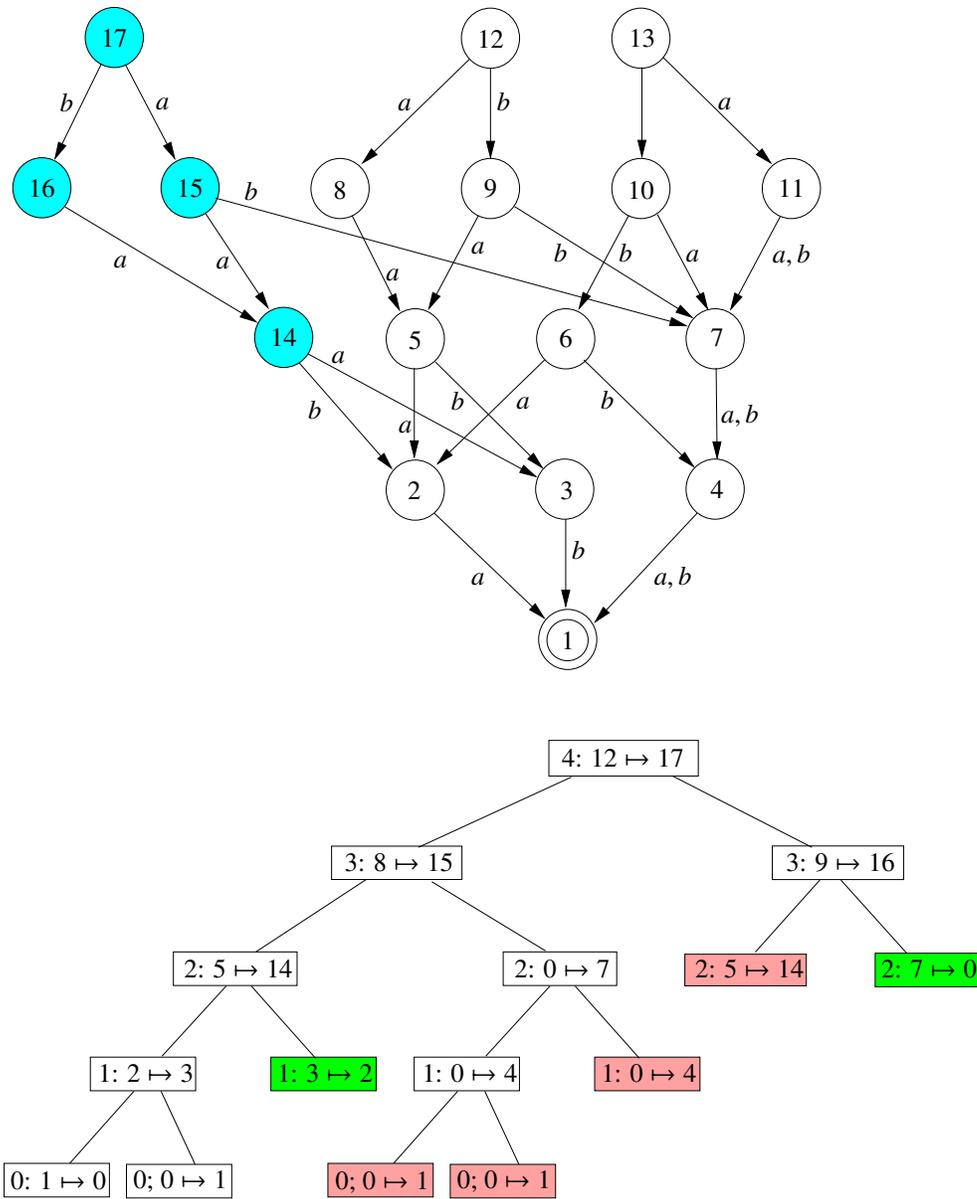 17 12 13
b a a b a
16 15 8 9 10 11
b
a a a a b b a a, b
14 5 6 7
a
b a b a b a, b
2 3 4
a b a, b
1
4: 12 ↦ 17
3: 8 ↦ 15 3: 9 ↦ 16
2: 5 ↦ 14 2: 0 ↦ 7 2: 5 ↦ 14 2: 7 ↦ 0
1: 2 ↦ 3 1: 3 ↦ 2 1: 0 ↦ 4 1: 0 ↦ 4
0: 1 ↦ 0 0; 0 ↦ 1 0; 0 ↦ 1 0; 0 ↦ 1